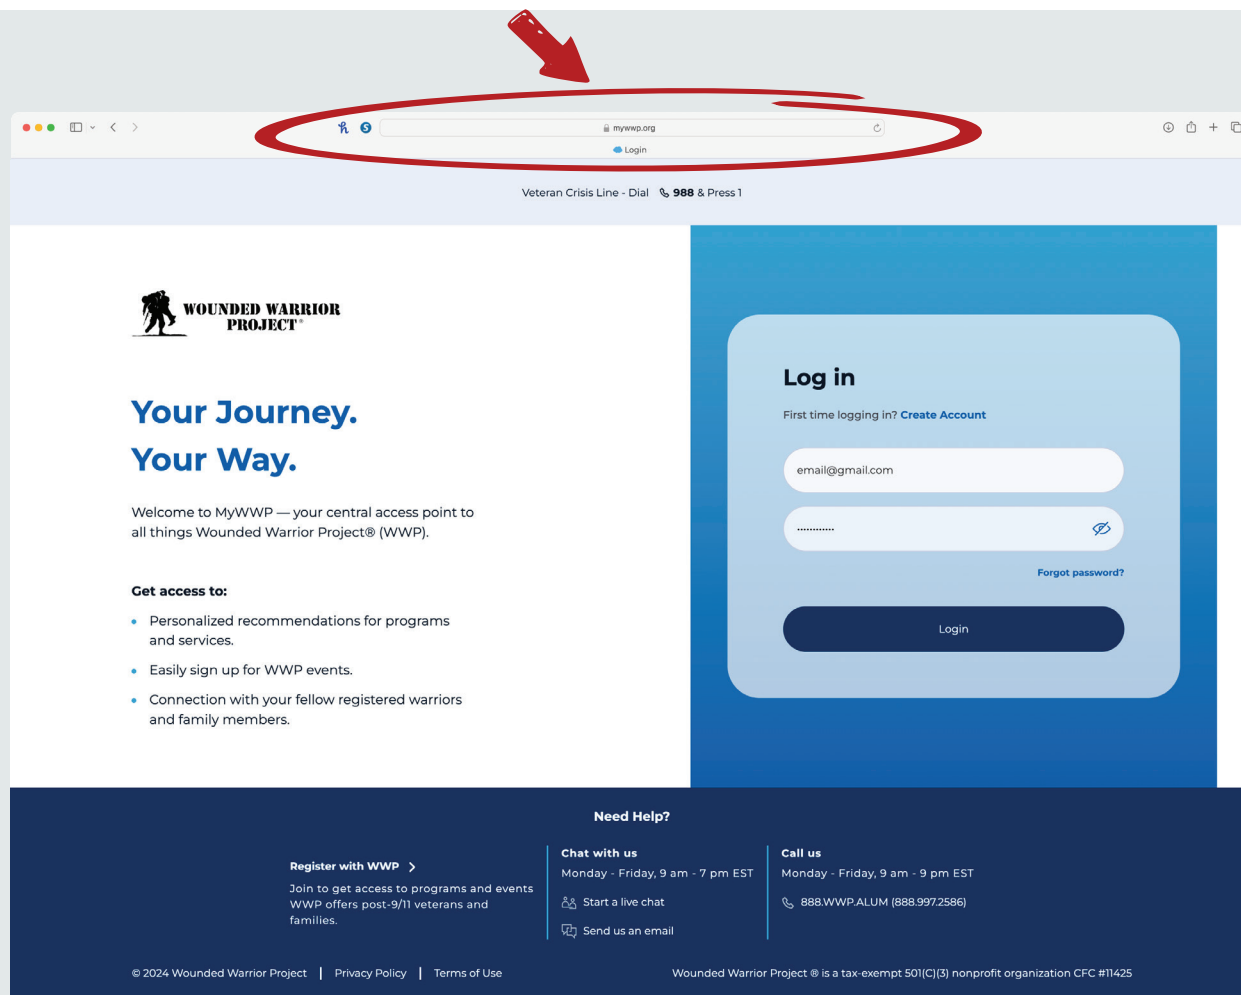 mywwp.org
Login
Veteran Crisis Line - Dial 988 & Press 1
WOUNDED WARRIOR
PROJECT®
Your Journey.
Your Way.
Welcome to MyWWP — your central access point to
all things Wounded Warrior Project® (WWP).
Get access to:
• Personalized recommendations for programs
and services.
• Easily sign up for WWP events.
• Connection with your fellow registered warriors
and family members.
Log in
First time logging in? Create Account
email@gmail.com
............
Forgot password?
Login
Need Help?
Register with WWP
Join to get access to programs and events
WWP offers post-9/11 veterans and
families.
Chat with us
Monday - Friday, 9 am - 7 pm EST
Start a live chat
Send us an email
Call us
Monday - Friday, 9 am - 9 pm EST
888.WWP.ALUM (888.997.2586)
© 2024 Wounded Warrior Project | Privacy Policy | Terms of Use
Wounded Warrior Project ® is a tax-exempt 501(C)(3) nonprofit organization CFC #11425